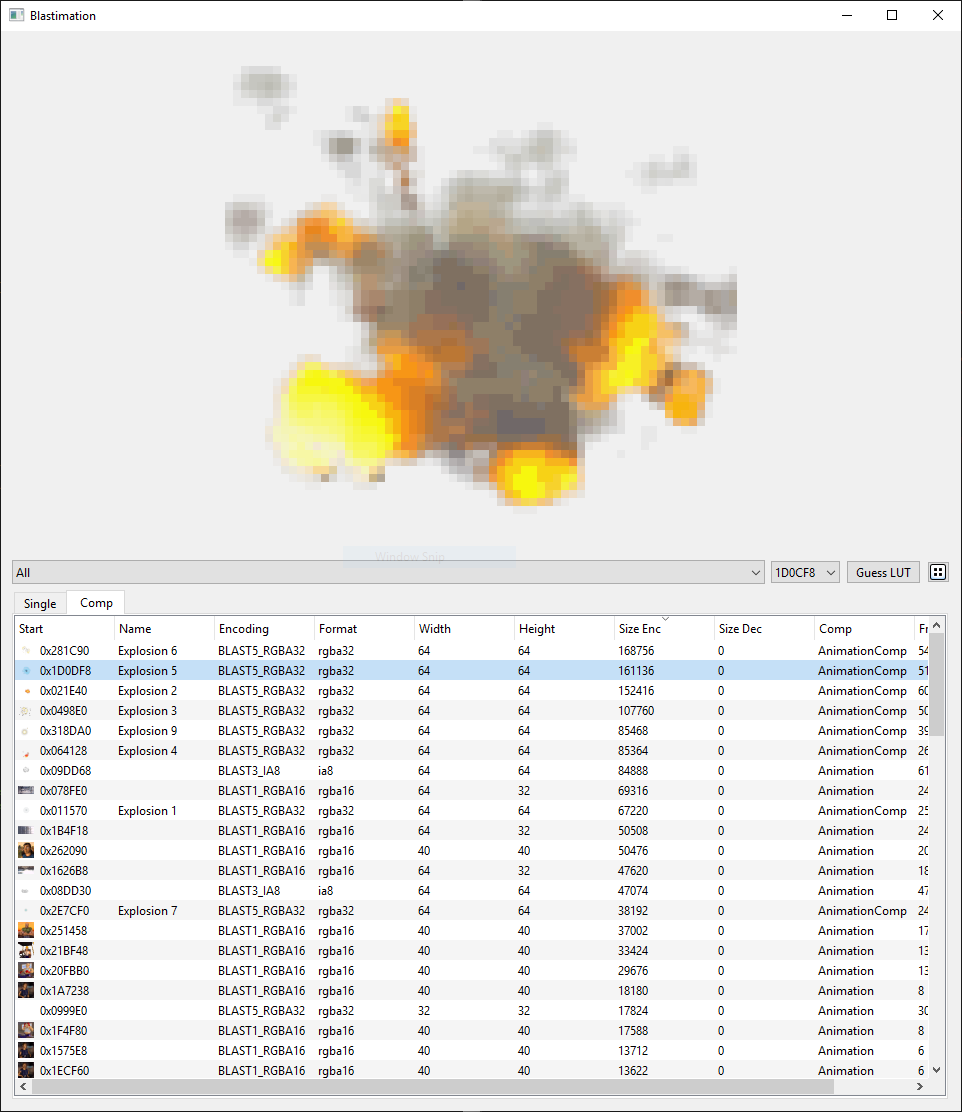 Blastimation
Window Snip
All 1D0CF8 Guess LUT
Single Comp
Start Name Encoding Format Width Height Size Enc Size Dec Comp Fr
0x281C90 Explosion 6 BLAST5_RGBA32 rgba32 64 64 168756 0 AnimationComp 54
0x1D0DF8 Explosion 5 BLAST5_RGBA32 rgba32 64 64 161136 0 AnimationComp 51
0x021E40 Explosion 2 BLAST5_RGBA32 rgba32 64 64 152416 0 AnimationComp 60
0x0498E0 Explosion 3 BLAST5_RGBA32 rgba32 64 64 107760 0 AnimationComp 50
0x318DA0 Explosion 9 BLAST5_RGBA32 rgba32 64 64 85468 0 AnimationComp 39
0x064128 Explosion 4 BLAST5_RGBA32 rgba32 64 64 85364 0 AnimationComp 26
0x09DD68 BLAST3_IA8 ia8 64 64 84888 0 Animation 61
0x078FE0 BLAST1_RGBA16 rgba16 64 32 69316 0 Animation 24
0x011570 Explosion 1 BLAST5_RGBA32 rgba32 64 64 67220 0 AnimationComp 25
0x1B4F18 BLAST1_RGBA16 rgba16 64 32 50508 0 Animation 24
0x262090 BLAST1_RGBA16 rgba16 40 40 50476 0 Animation 20
0x1626B8 BLAST1_RGBA16 rgba16 64 32 47620 0 Animation 18
0x08DD30 BLAST3_IA8 ia8 64 64 47074 0 Animation 47
0x2E7CF0 Explosion 7 BLAST5_RGBA32 rgba32 64 64 38192 0 AnimationComp 24
0x251458 BLAST1_RGBA16 rgba16 40 40 37002 0 Animation 17
0x21BF48 BLAST1_RGBA16 rgba16 40 40 33424 0 Animation 13
0x20FBB0 BLAST1_RGBA16 rgba16 40 40 29676 0 Animation 13
0x1A7238 BLAST1_RGBA16 rgba16 40 40 18180 0 Animation 8
0x0999E0 BLAST5_RGBA32 rgba32 32 32 17824 0 Animation 30
0x1F4F80 BLAST1_RGBA16 rgba16 40 40 17588 0 Animation 8
0x1575E8 BLAST1_RGBA16 rgba16 40 40 13712 0 Animation 6
0x1ECF60 BLAST1_RGBA16 rgba16 40 40 13622 0 Animation 6